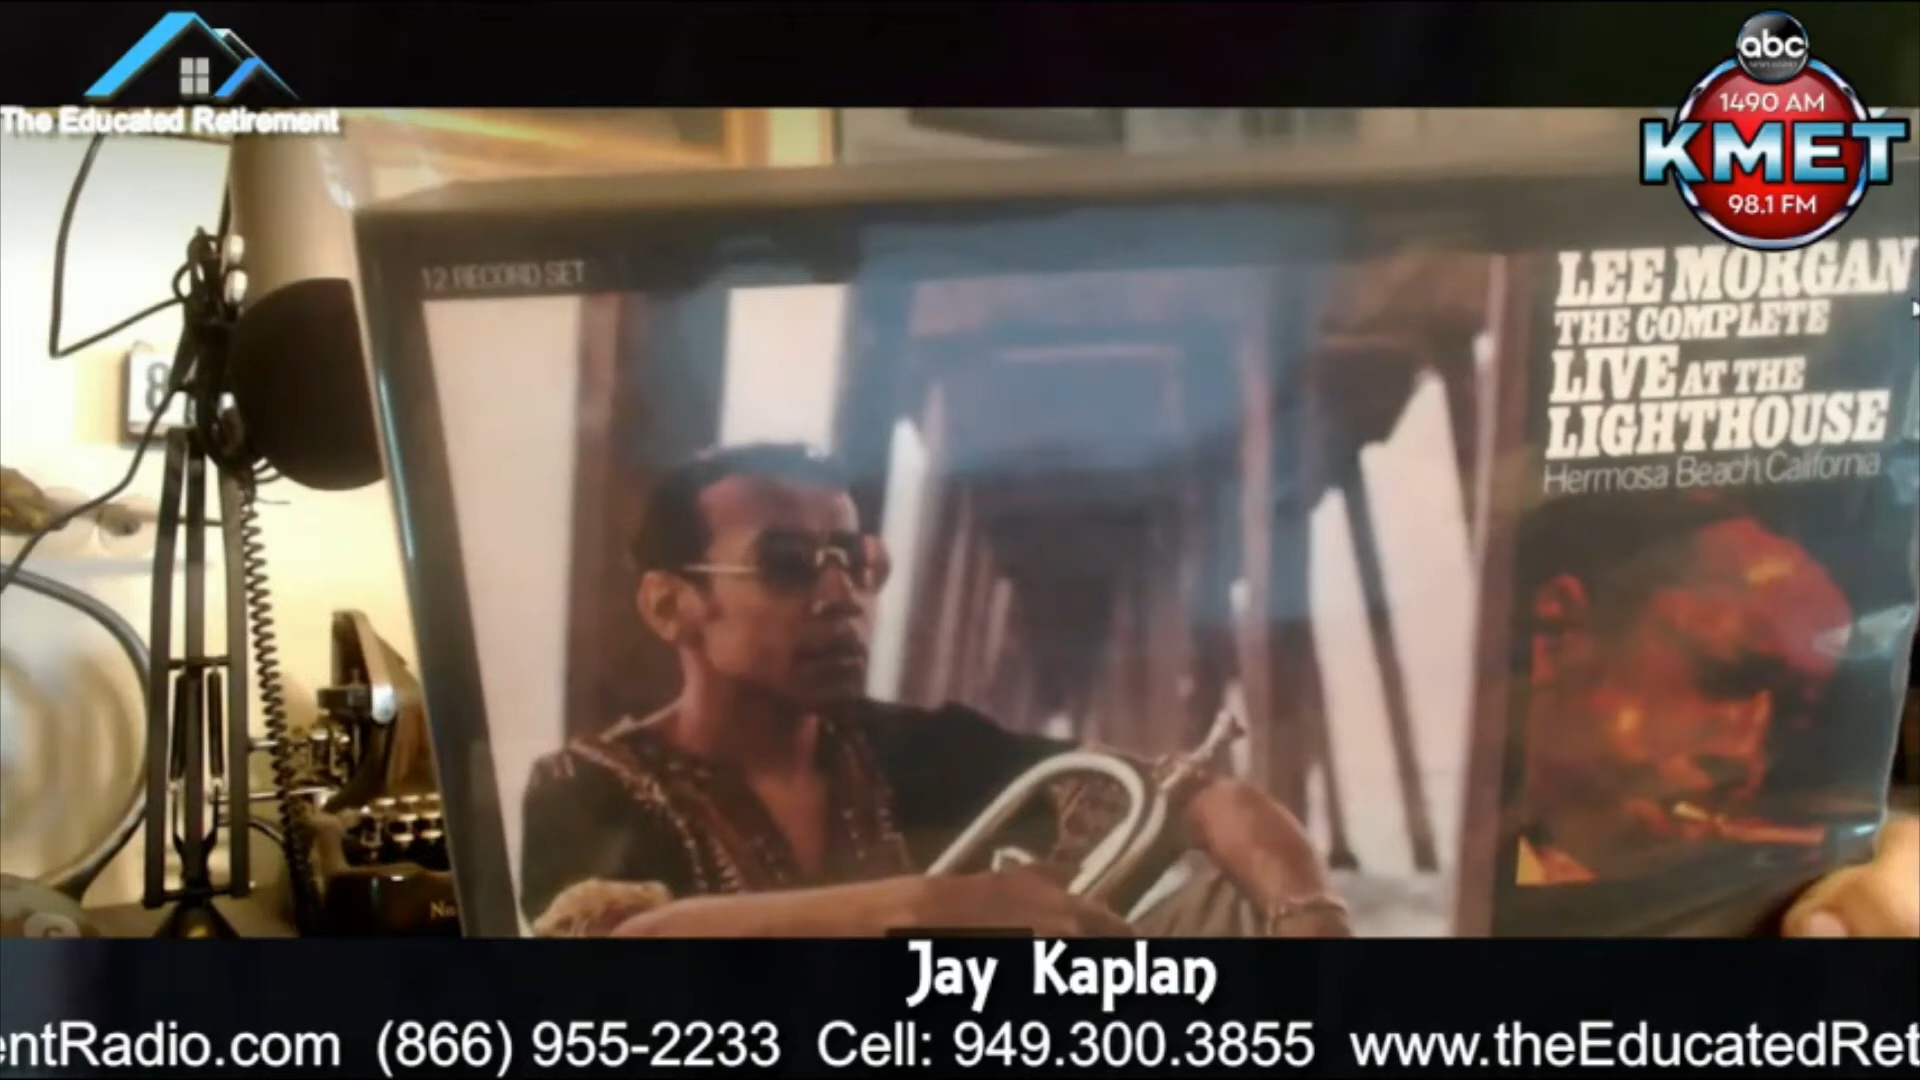 The Educated Retirement
abc
1490 AM
KMET
98.1 FM
12 RECORD SET
LEE MORGAN
THE COMPLETE
LIVE AT THE
LIGHTHOUSE
Hermosa Beach, California
8
Jay Kaplan
entRadio.com (866) 955-2233 Cell: 949.300.3855 www.theEducatedRet